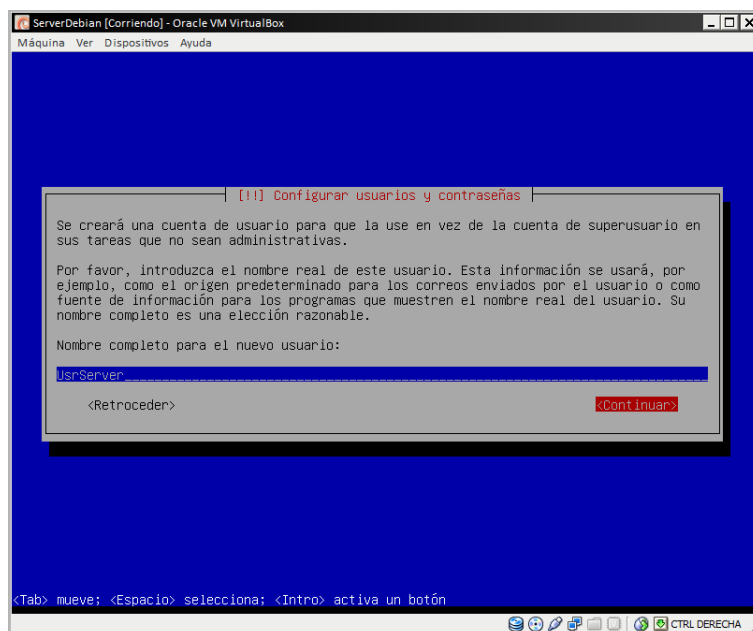 ServerDebian [Corriendo] - Oracle VM VirtualBox
Máquina Ver Dispositivos Ayuda
[!!] Configurar usuarios y contraseñas
Se creará una cuenta de usuario para que la use en vez de la cuenta de superusuario en
sus tareas que no sean administrativas.
Por favor, introduzca el nombre real de este usuario. Esta información se usará, por
ejemplo, como el origen predeterminado para los correos enviados por el usuario o como
fuente de información para los programas que muestren el nombre real del usuario. Su
nombre completo es una elección razonable.
Nombre completo para el nuevo usuario:
UsrServer
<Retroceder> <Continuar>
<Tab> mueve; <Espacio> selecciona; <Intro> activa un botón
CTRL DERECHA